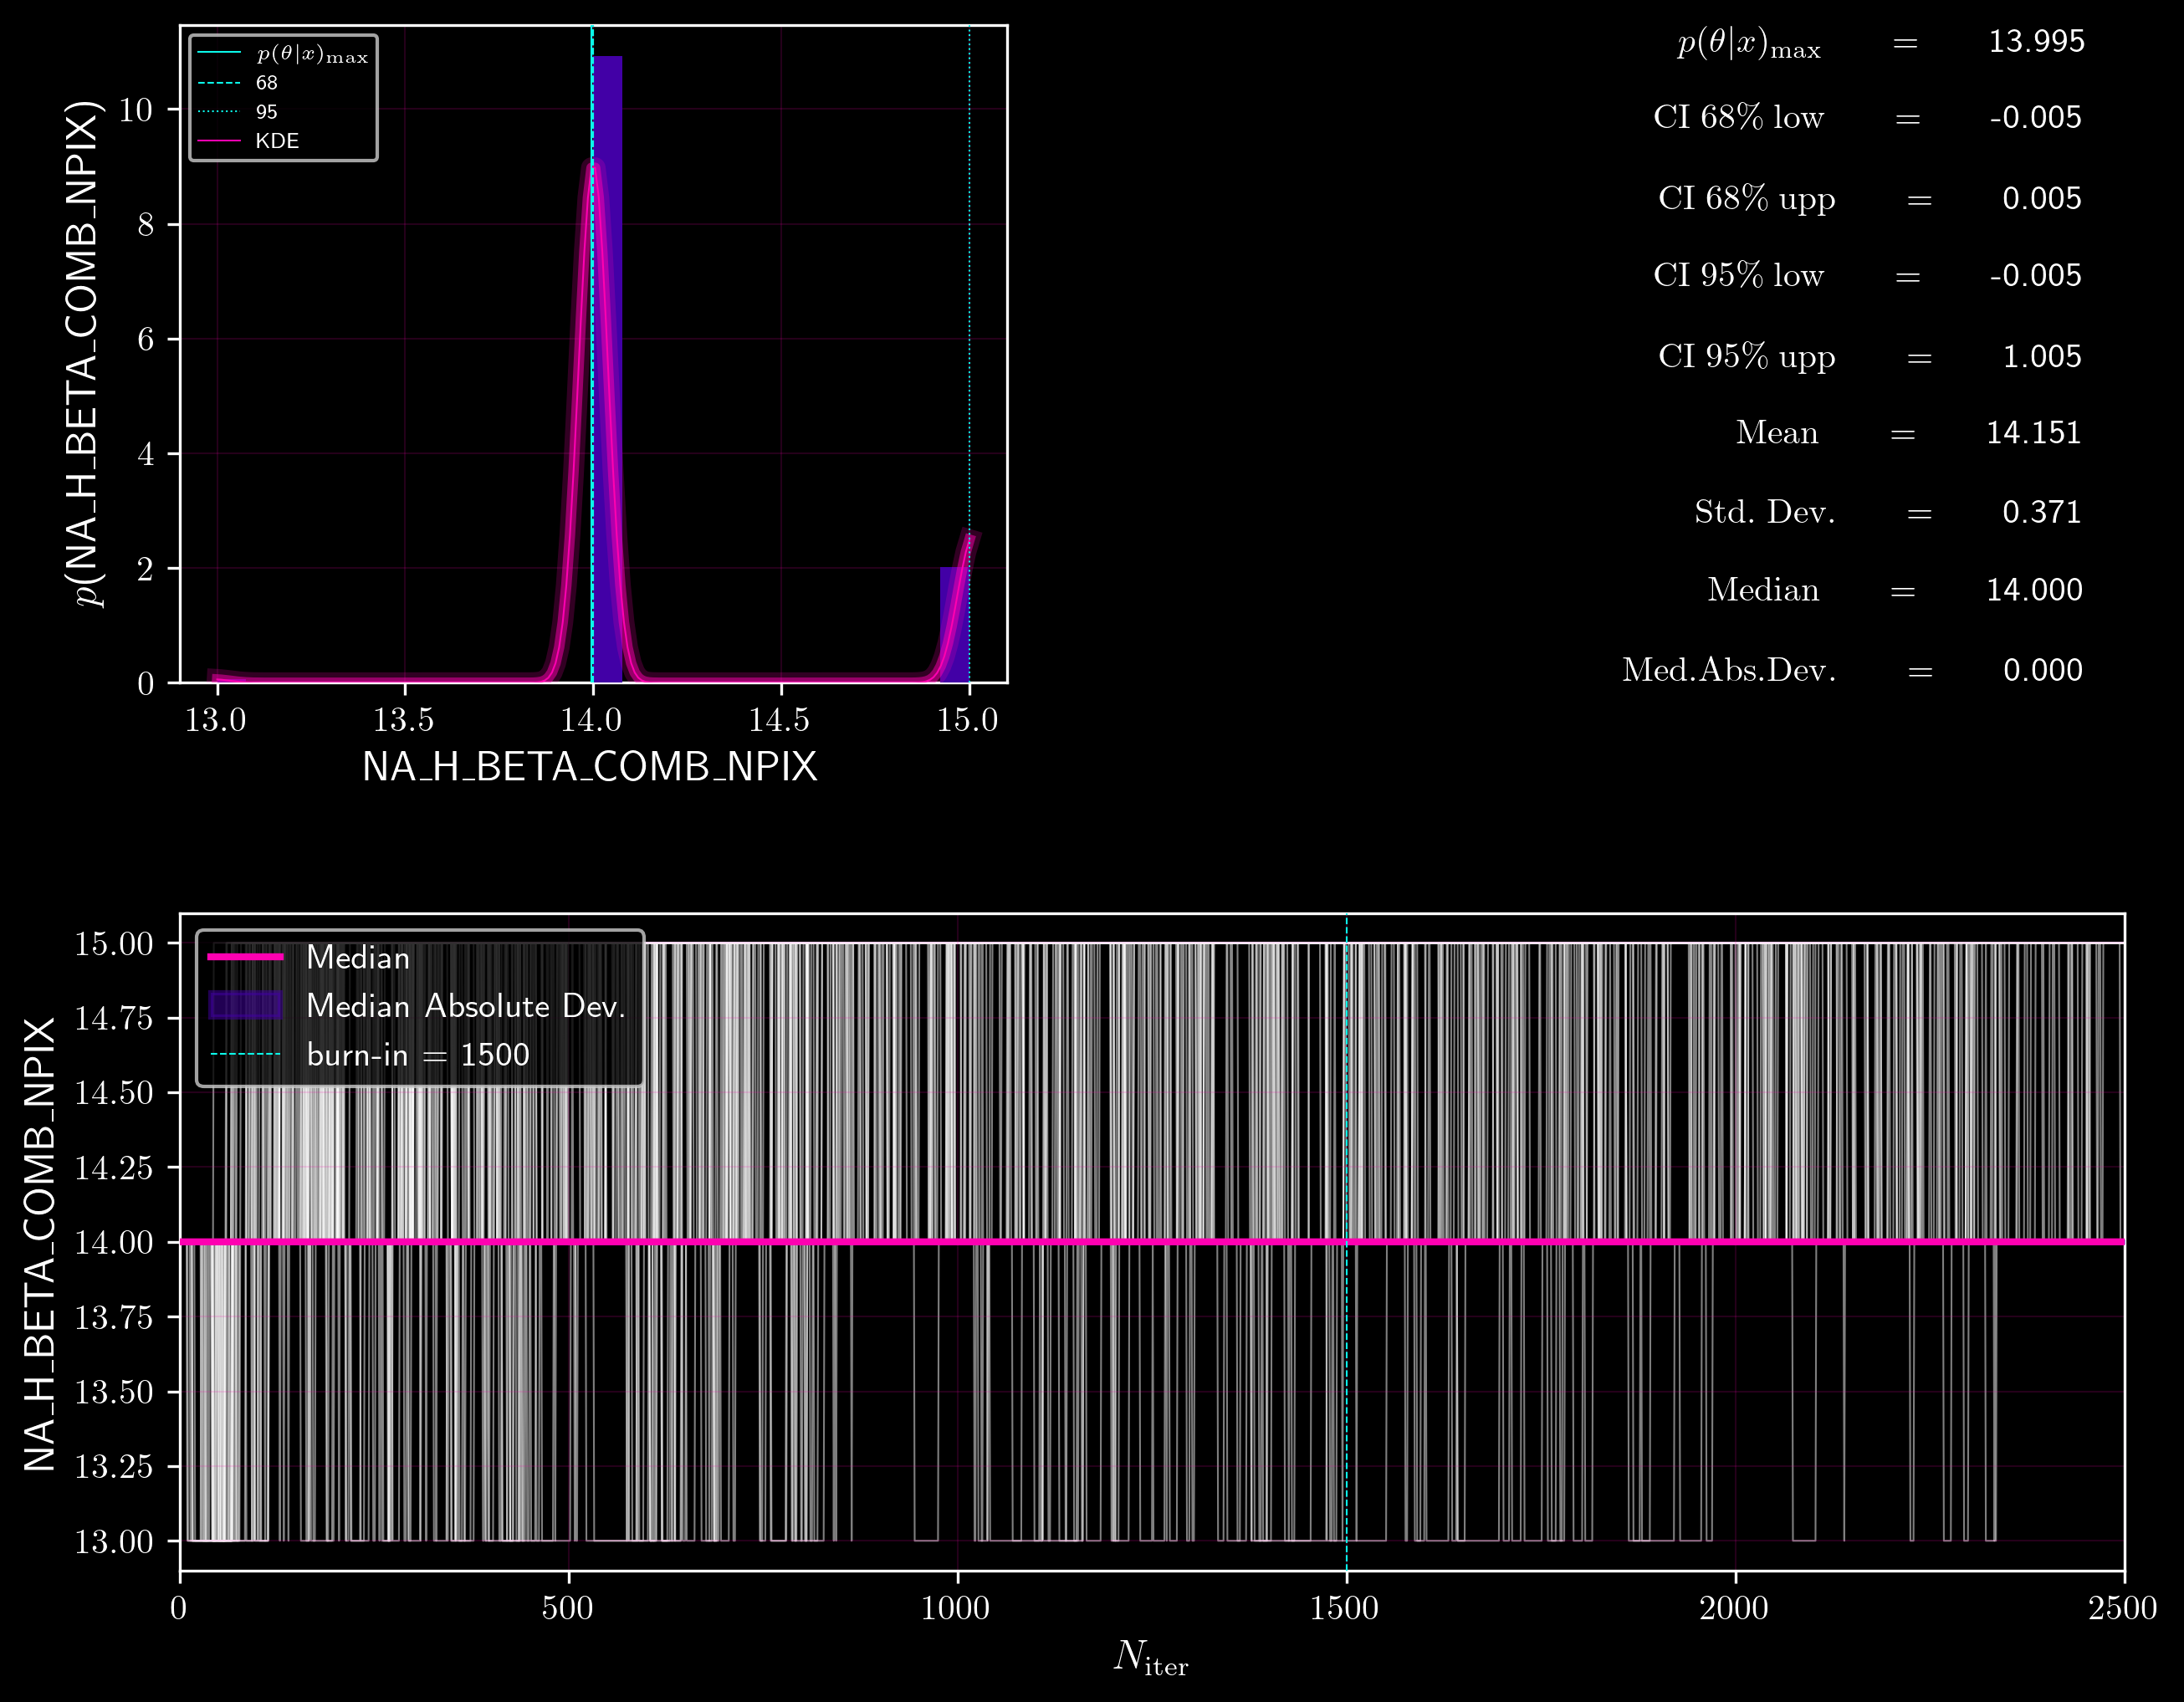 p(NA_H_BETA_COMB_NPIX)
10
8
6
4
2
0
p(θ|x)max
68
95
KDE
13.0 13.5 14.0 14.5 15.0
NA_H_BETA_COMB_NPIX
p(θ|x)max = 13.995
CI 68% low = -0.005
CI 68% upp = 0.005
CI 95% low = -0.005
CI 95% upp = 1.005
Mean = 14.151
Std. Dev. = 0.371
Median = 14.000
Med.Abs.Dev. = 0.000
NA_H_BETA_COMB_NPIX
15.00
14.75
14.50
14.25
14.00
13.75
13.50
13.25
13.00
Median
Median Absolute Dev.
burn-in = 1500
0 500 1000 1500 2000 2500
Niter